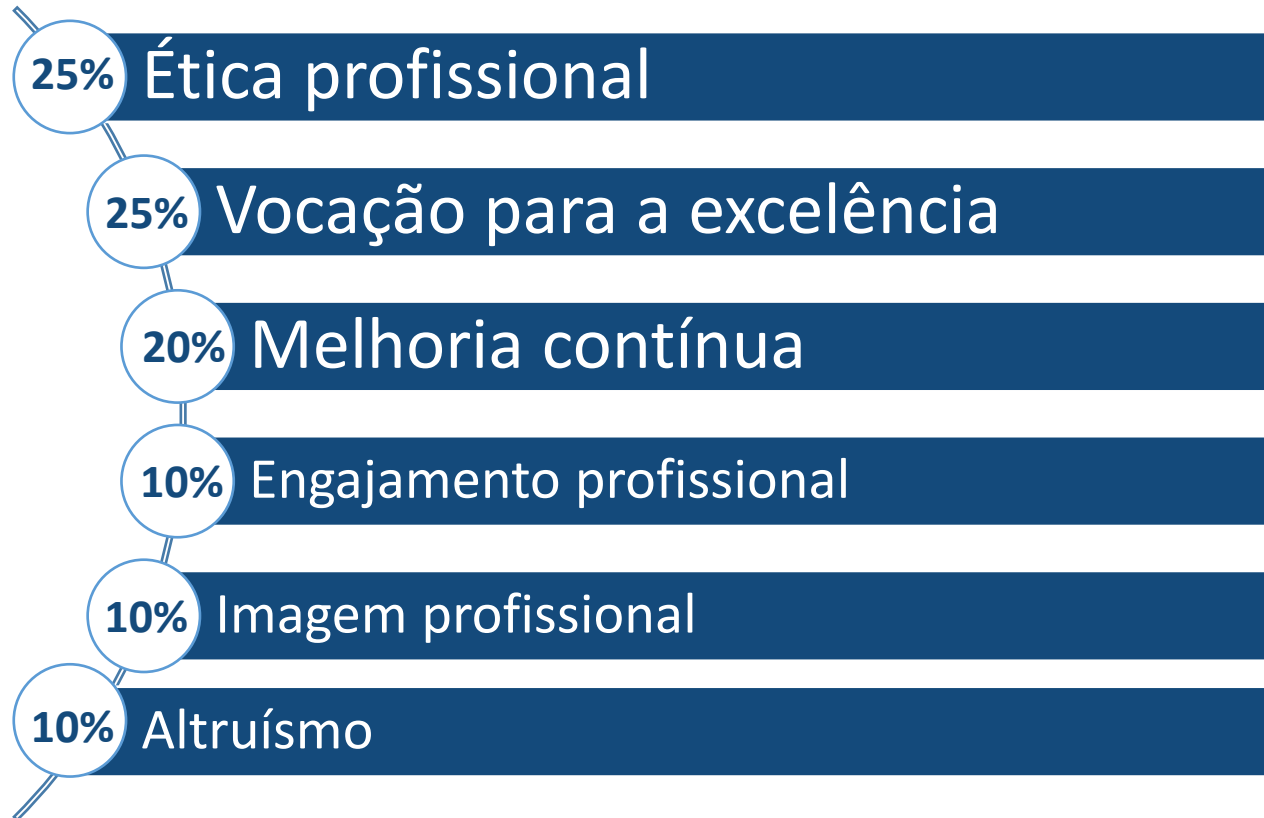 25% Ética profissional
25% Vocação para a excelência
20% Melhoria contínua
10% Engajamento profissional
10% Imagem profissional
10% Altruísmo